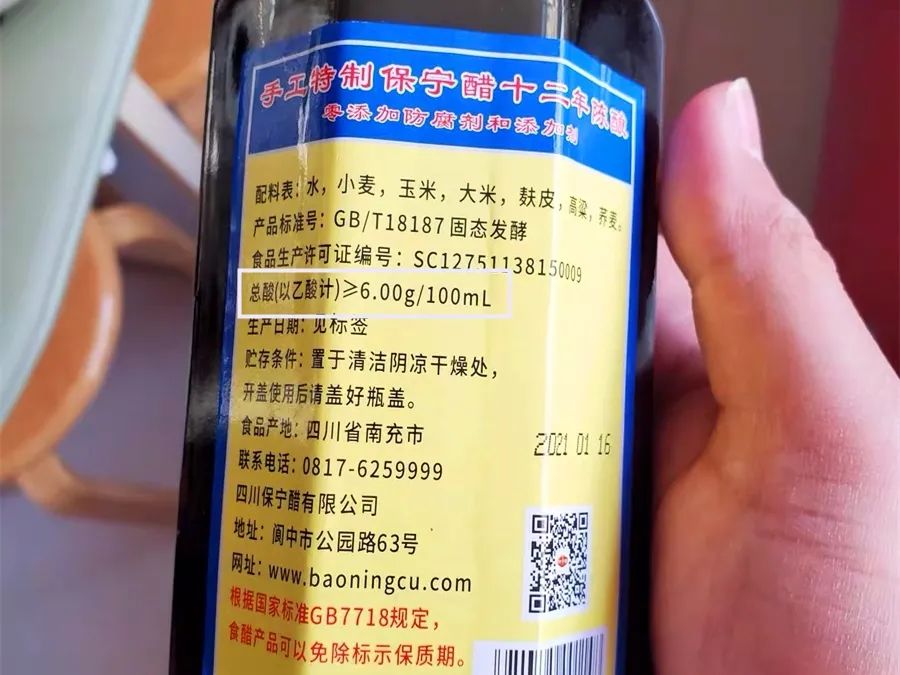 手工特制保宁醋十二年浓酿
零添加防腐剂和添加剂
配料表：水，小麦，玉米，大米，麸皮，高粱，荞麦。
产品标准号：GB/T18187 固态发酵
食品生产许可证编号：SC12751138150009
总酸(以乙酸计)≥6.00g/100mL
生产日期：见标签
贮存条件：置于清洁阴凉干燥处，
开盖使用后请盖好瓶盖。
食品产地：四川省南充市
2021 01 16
联系电话：0817-6259999
四川保宁醋有限公司
地址：阆中市公园路63号
网址：www.baoningcu.com
根据国家标准GB7718规定，
食醋产品可以免除标示保质期。